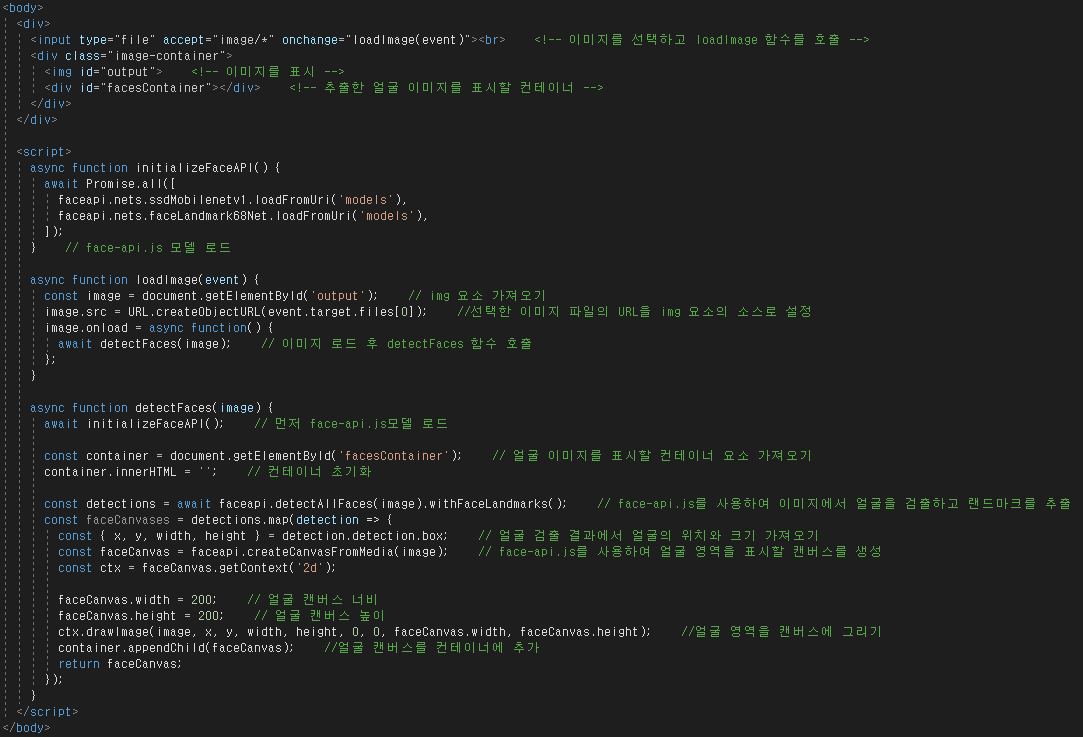 <body>
<div>
<input type="file" accept="image/*" onchange="loadImage(event)"><br>    <!-- 이미지를 선택하고 loadImage 함수를 호출 -->
<div class="image-container">
<img id="output">    <!-- 이미지를 표시 -->
<div id="facesContainer"></div>    <!-- 추출한 얼굴 이미지를 표시할 컨테이너 -->
</div>
</div>
<script>
async function initializeFaceAPI() {
await Promise.all([
faceapi.nets.ssdMobilenetv1.loadFromUri('models'),
faceapi.nets.faceLandmark68Net.loadFromUri('models'),
]);
}    // face-api.js 모델 로드
async function loadImage(event) {
const image = document.getElementById('output');    // img 요소 가져오기
image.src = URL.createObjectURL(event.target.files[0]);    //선택한 이미지 파일의 URL을 img 요소의 소스로 설정
image.onload = async function() {
await detectFaces(image);    // 이미지 로드 후 detectFaces 함수 호출
};
}
async function detectFaces(image) {
await initializeFaceAPI();    // 먼저 face-api.js모델 로드
const container = document.getElementById('facesContainer');    // 얼굴 이미지를 표시할 컨테이너 요소 가져오기
container.innerHTML = '';    // 컨테이너 초기화
const detections = await faceapi.detectAllFaces(image).withFaceLandmarks();    // face-api.js를 사용하여 이미지에서 얼굴을 검출하고 랜드마크를 추출
const faceCanvases = detections.map(detection => {
const { x, y, width, height } = detection.detection.box;    // 얼굴 검출 결과에서 얼굴의 위치와 크기 가져오기
const faceCanvas = faceapi.createCanvasFromMedia(image);    // face-api.js를 사용하여 얼굴 영역을 표시할 캔버스를 생성
const ctx = faceCanvas.getContext('2d');
faceCanvas.width = 200;    // 얼굴 캔버스 너비
faceCanvas.height = 200;    // 얼굴 캔버스 높이
ctx.drawImage(image, x, y, width, height, 0, 0, faceCanvas.width, faceCanvas.height);    //얼굴 영역을 캔버스에 그리기
container.appendChild(faceCanvas);    //얼굴 캔버스를 컨테이너에 추가
return faceCanvas;
});
}
</script>
</body>